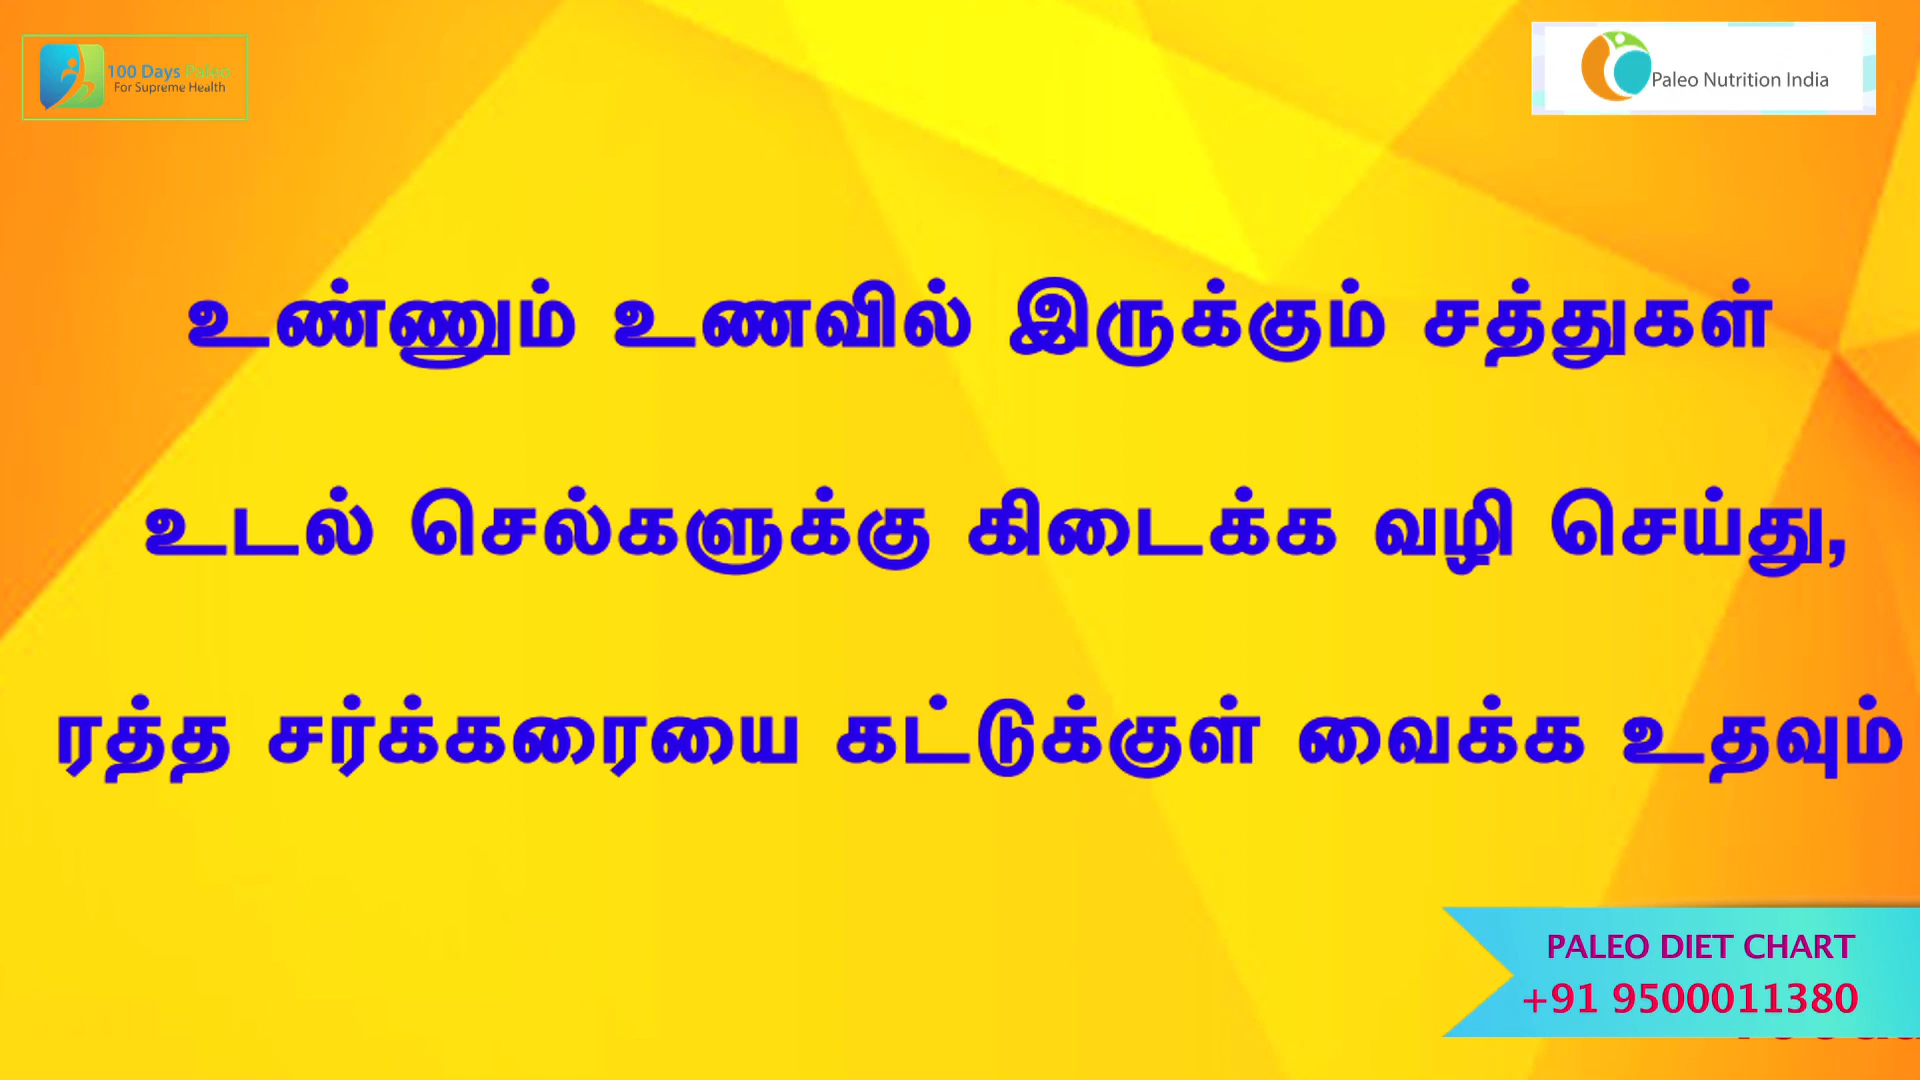 100 Days Paleo
For Supreme Health
Paleo Nutrition India
உண்ணும் உணவில் இருக்கும் சத்துகள்
உடல் செல்களுக்கு கிடைக்க வழி செய்து,
ரத்த சர்க்கரையை கட்டுக்குள் வைக்க உதவும்
PALEO DIET CHART
+91 9500011380